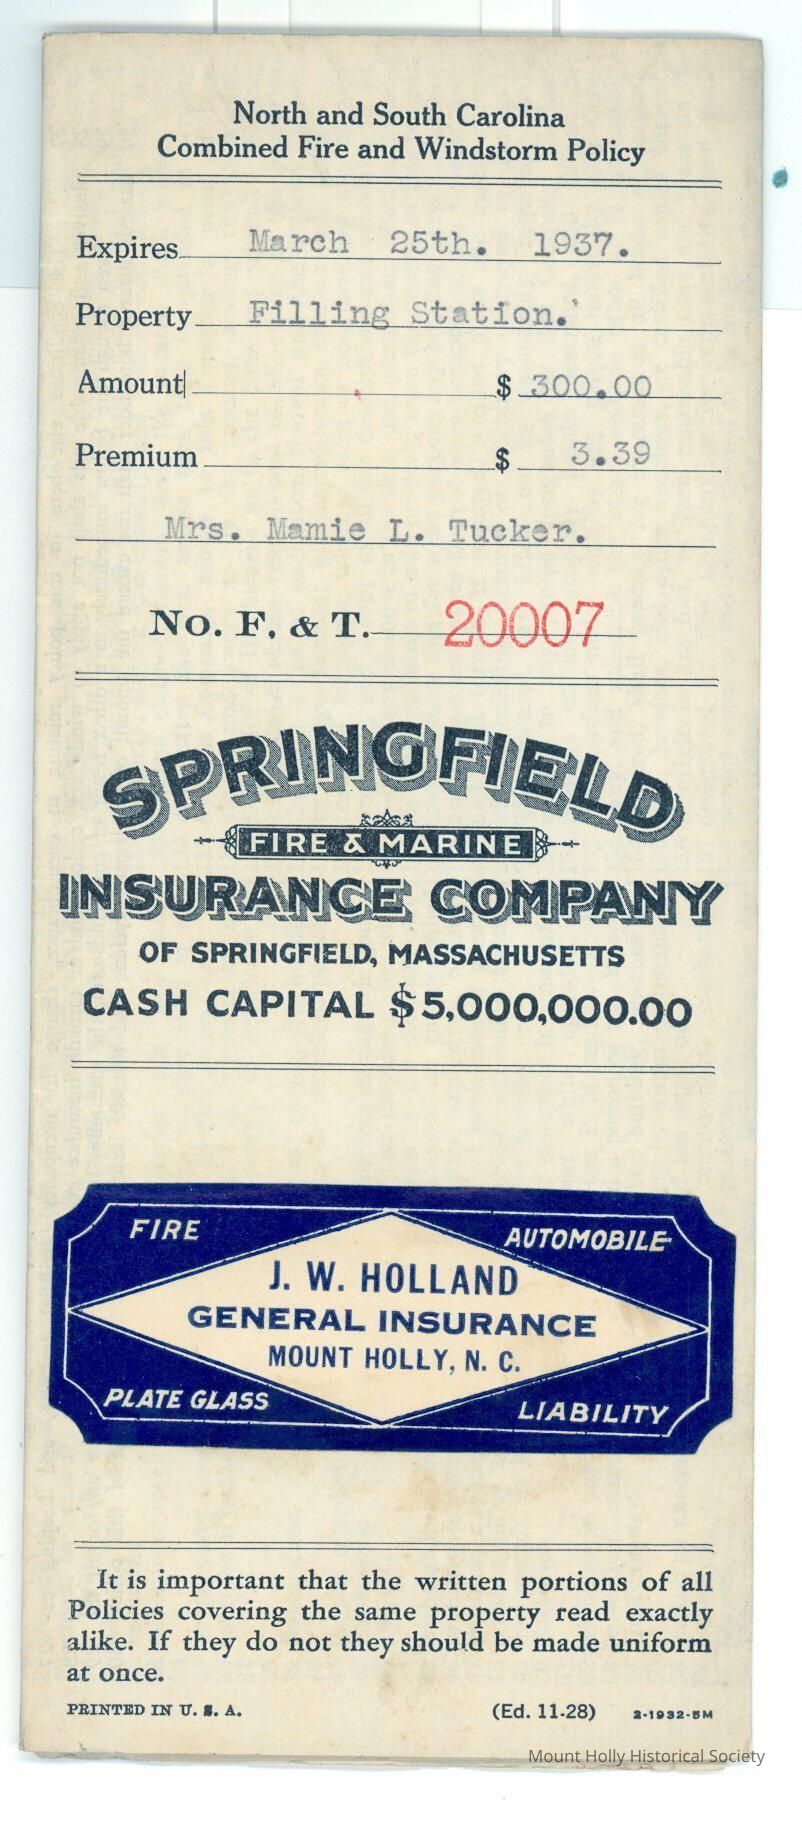 North and South Carolina
Combined Fire and Windstorm Policy
Expires March 25th. 1937.
Property Filling Station.
Amount $ 300.00
Premium $ 3.39
Mrs. Mamie L. Tucker.
No. F. & T. 20007
SPRINGFIELD
FIRE & MARINE
INSURANCE COMPANY
OF SPRINGFIELD, MASSACHUSETTS
CASH CAPITAL $5,000,000.00
FIRE AUTOMOBILE
J. W. HOLLAND
GENERAL INSURANCE
MOUNT HOLLY, N. C.
PLATE GLASS LIABILITY
It is important that the written portions of all
Policies covering the same property read exactly
alike. If they do not they should be made uniform
at once.
PRINTED IN U. S. A. (Ed. 11-28) 2-1932-5M
Mount Holly Historical Society